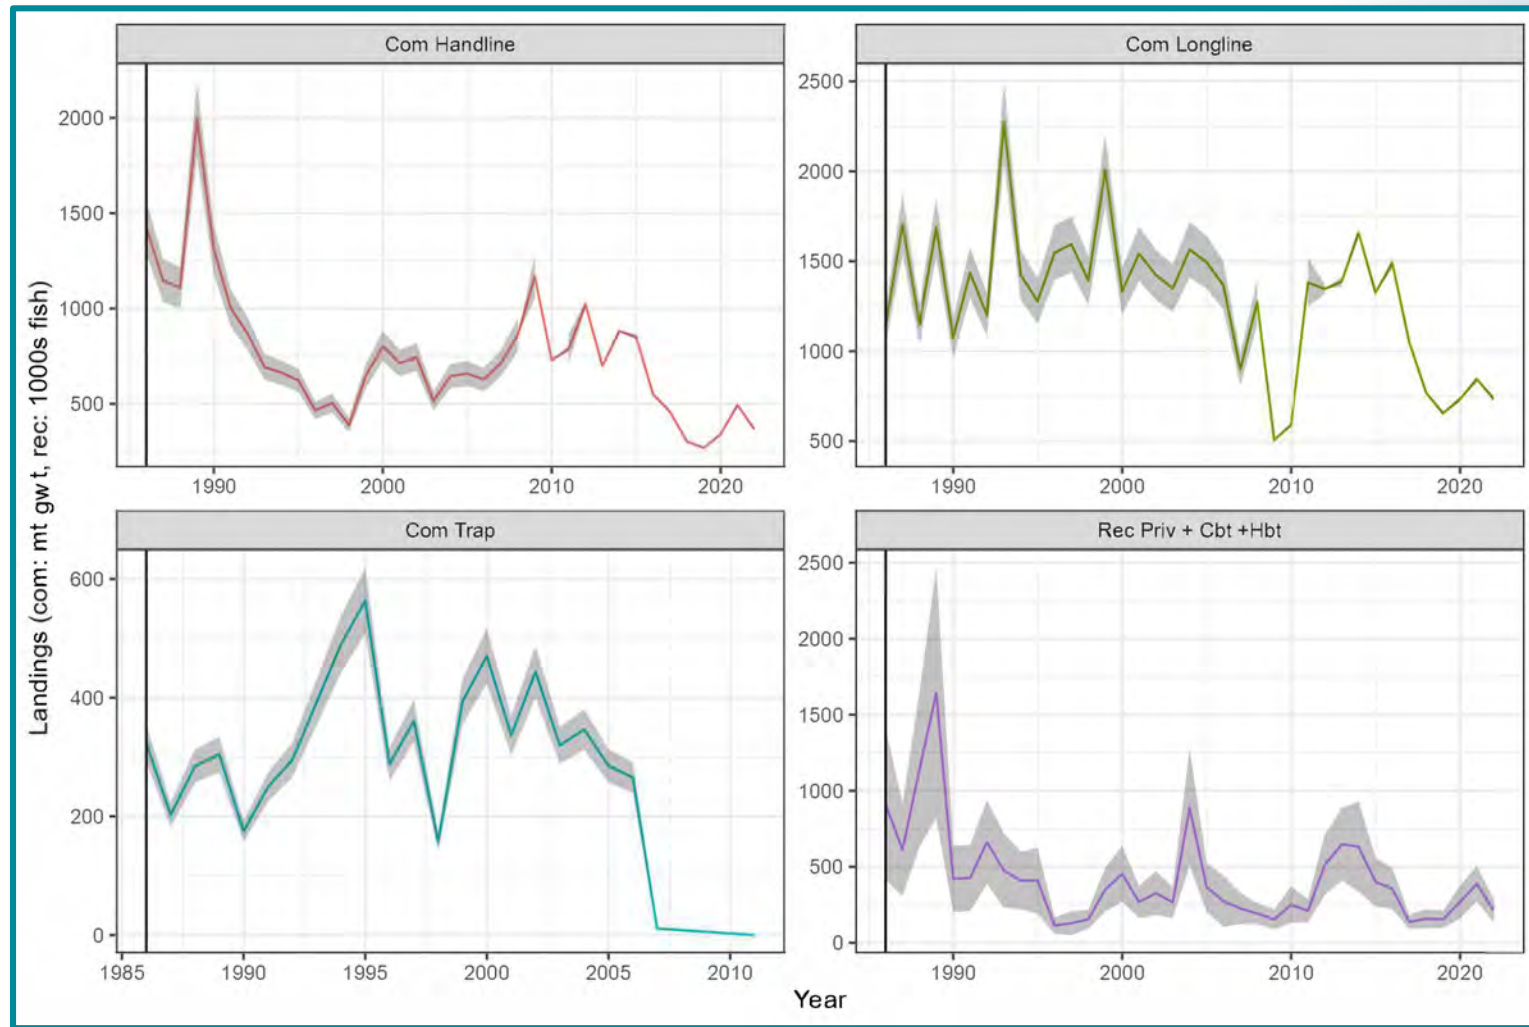 Com Handline
Com Longline
2000
1500
1000
500
2500
2000
1500
1000
500
1990 2000 2010 2020
1990 2000 2010 2020
Com Trap
Rec Priv + Cbt +Hbt
600
400
200
0
2500
2000
1500
1000
500
0
1985 1990 1995 2000 2005 2010
1990 2000 2010 2020
Landings (com: mt gw t, rec: 1000s fish)
Year